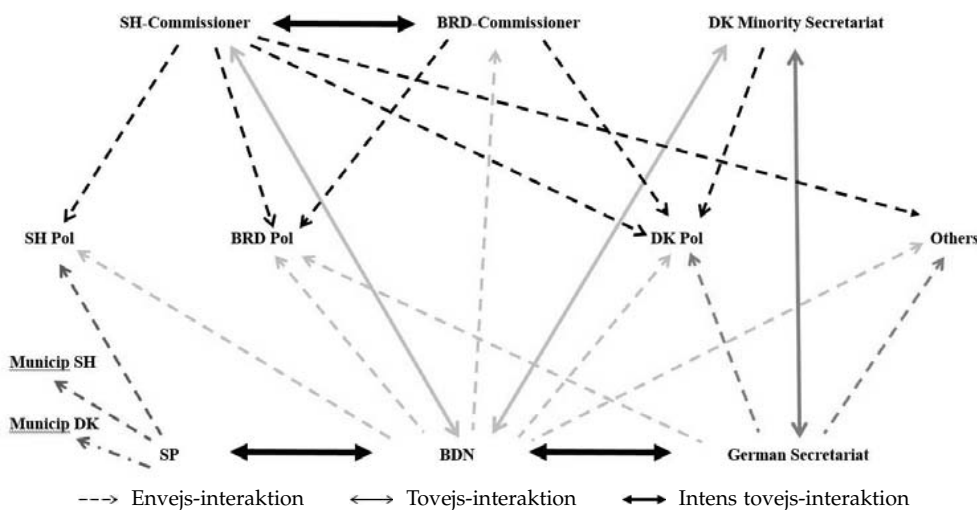 SH-Commissioner BRD-Commissioner DK Minority Secretariat
SH Pol BRD Pol DK Pol Others
Municip SH
Municip DK
SP BDN German Secretariat
Envejs-interaktion Tovejs-interaktion Intens tovejs-interaktion